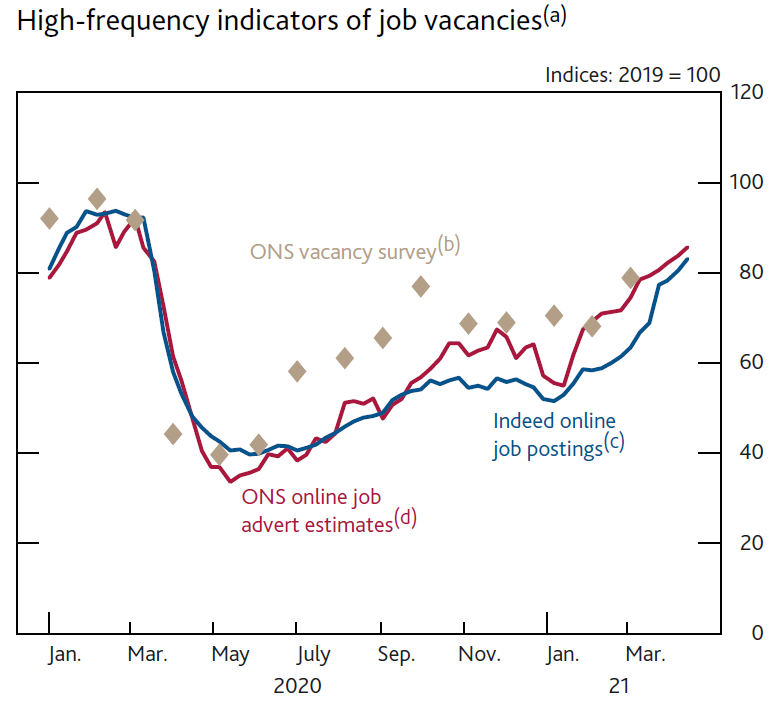 High-frequency indicators of job vacancies(a)
Indices: 2019 = 100
120
100
ONS vacancy survey(b)
80
60
Indeed online
job postings(c)
40
ONS online job
advert estimates(d)
20
0
Jan. Mar. May July Sep. Nov. Jan. Mar.
2020 21